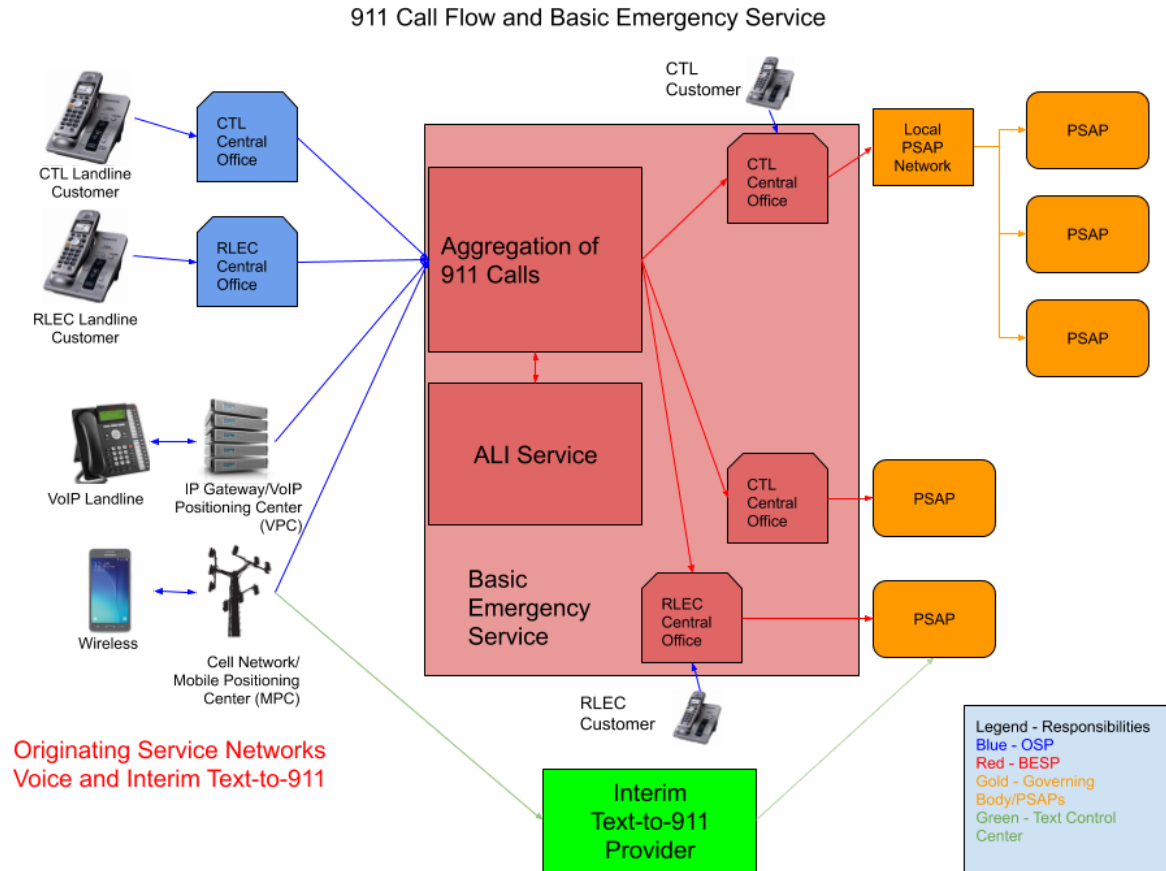 911 Call Flow and Basic Emergency Service
CTL Landline
Customer
CTL
Central
Office
RLEC Landline
Customer
RLEC
Central
Office
VoIP Landline
IP Gateway/VoIP
Positioning Center
(VPC)
Wireless
Cell Network/
Mobile Positioning
Center (MPC)
Originating Service Networks
Voice and Interim Text-to-911
Aggregation of
911 Calls
ALI Service
Basic
Emergency
Service
CTL
Customer
CTL
Central
Office
CTL
Central
Office
RLEC
Central
Office
RLEC
Customer
Local
PSAP
Network
PSAP
PSAP
PSAP
PSAP
PSAP
Interim
Text-to-911
Provider
Legend - Responsibilities
Blue - OSP
Red - BESP
Gold - Governing
Body/PSAPs
Green - Text Control
Center